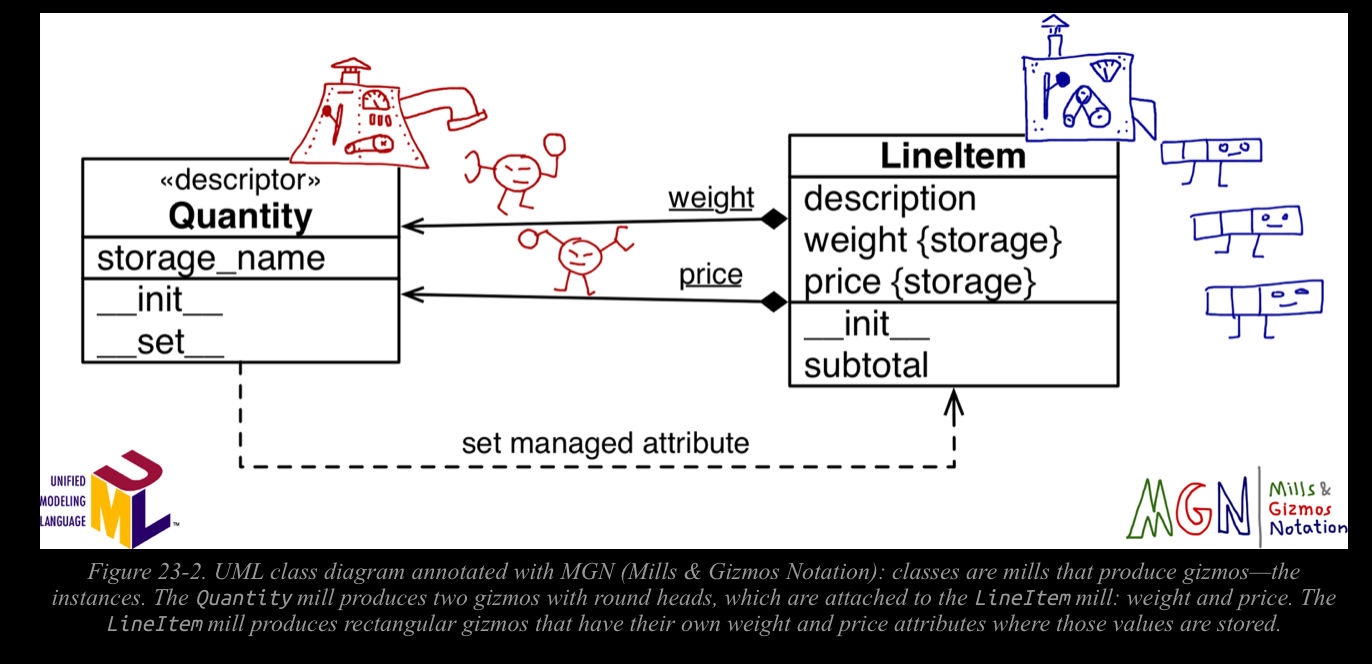 «descriptor»
Quantity
storage_name
__init__
__set__
weight
price
LineItem
description
weight {storage}
price {storage}
__init__
subtotal
set managed attribute
UNIFIED
MODELING
LANGUAGE
UML
™
MGN
Mills &
Gizmos
Notation
Figure 23-2. UML class diagram annotated with MGN (Mills & Gizmos Notation): classes are mills that produce gizmos—the
instances. The Quantity mill produces two gizmos with round heads, which are attached to the LineItem mill: weight and price. The
LineItem mill produces rectangular gizmos that have their own weight and price attributes where those values are stored.